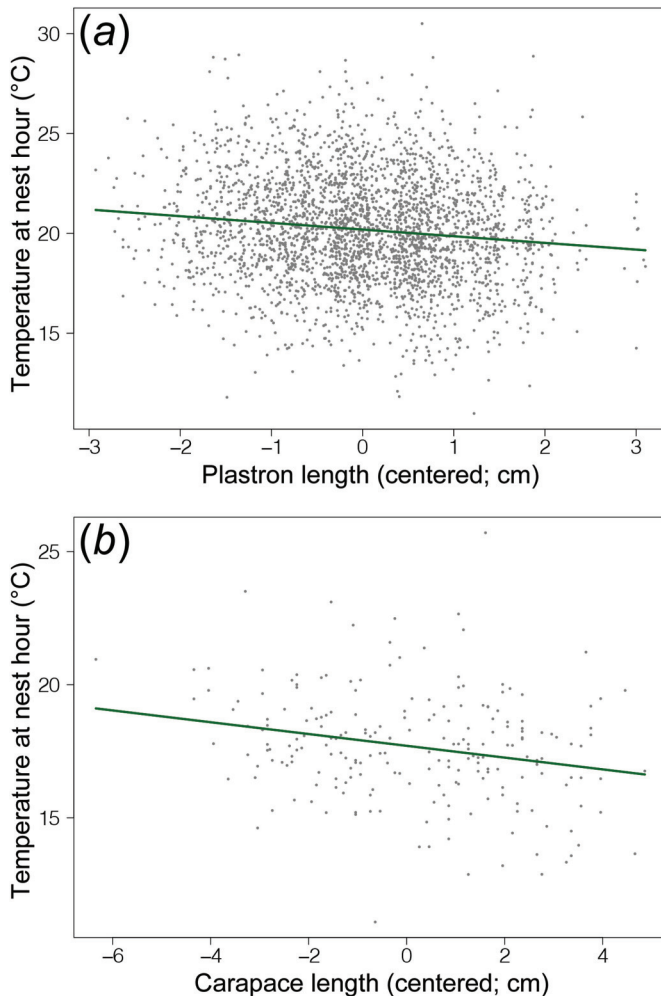 (a)
Temperature at nest hour (°C)
30
25
20
15
−3 −2 −1 0 1 2 3
Plastron length (centered; cm)
(b)
Temperature at nest hour (°C)
25
20
15
−6 −4 −2 0 2 4
Carapace length (centered; cm)